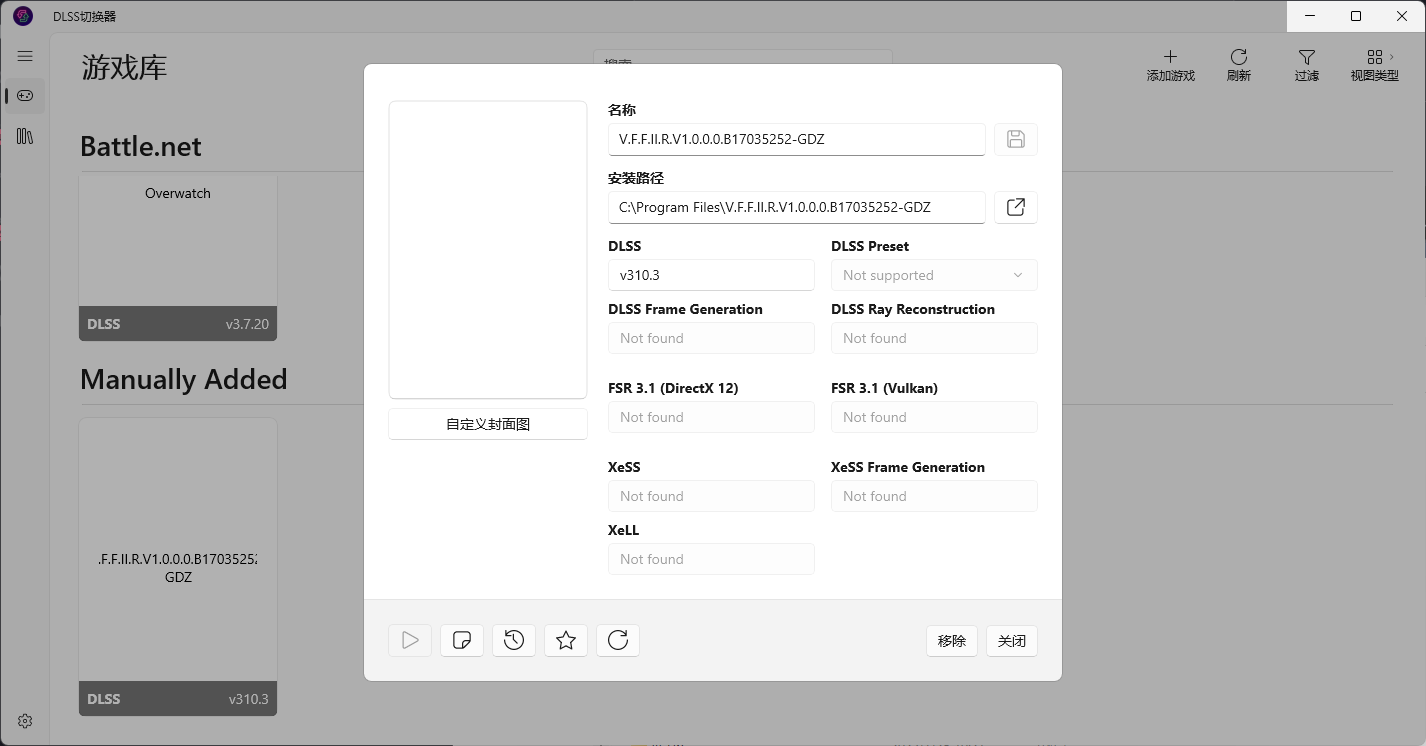 DLSS切换器
游戏库
搜索
添加游戏
刷新
过滤
视图类型
Battle.net
Overwatch
DLSS
v3.7.20
Manually Added
.F.F.II.R.V1.0.0.0.B17035252
GDZ
DLSS
v310.3
名称
V.F.F.II.R.V1.0.0.0.B17035252-GDZ
安装路径
C:\Program Files\V.F.F.II.R.V1.0.0.0.B17035252-GDZ
DLSS
DLSS Preset
v310.3
Not supported
DLSS Frame Generation
DLSS Ray Reconstruction
Not found
Not found
FSR 3.1 (DirectX 12)
FSR 3.1 (Vulkan)
Not found
Not found
XeSS
XeSS Frame Generation
Not found
Not found
XeLL
Not found
自定义封面图
移除
关闭